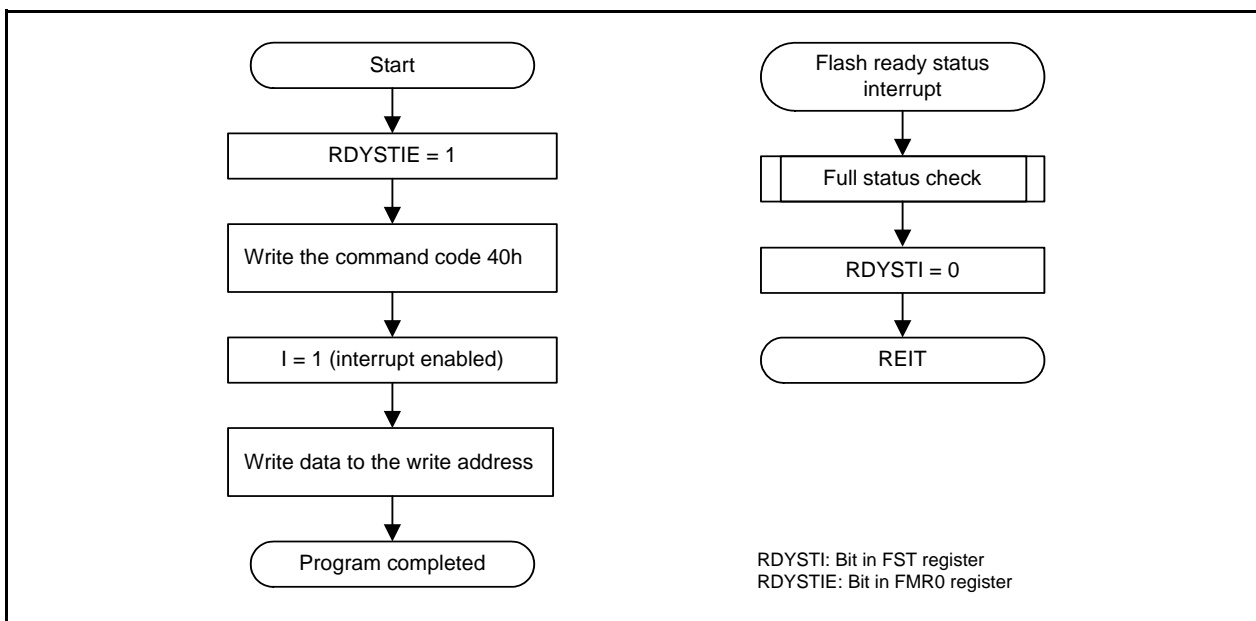 Start
RDYSTIE = 1
Write the command code 40h
I = 1 (interrupt enabled)
Write data to the write address
Program completed
Flash ready status
interrupt
Full status check
RDYSTI = 0
REIT
RDYSTI: Bit in FST register
RDYSTIE: Bit in FMR0 register